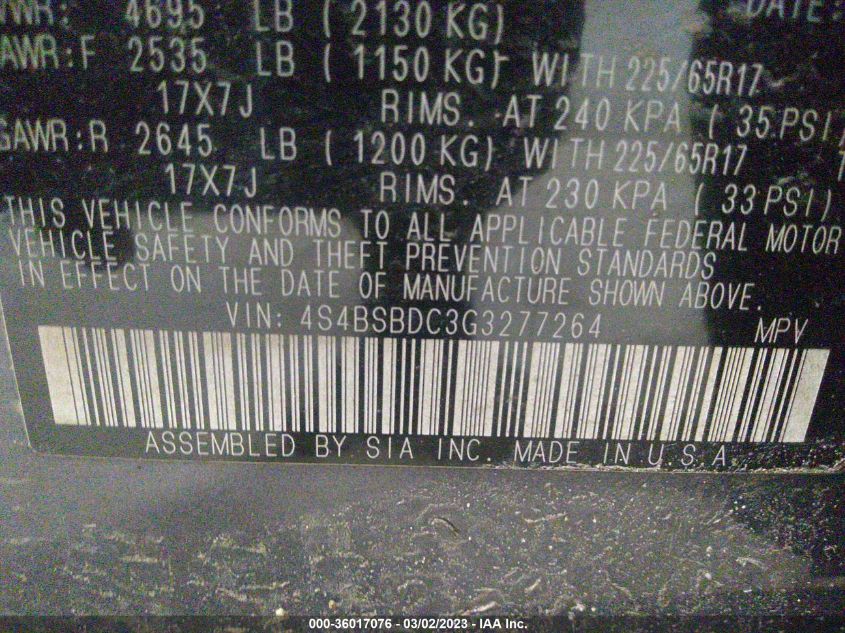 4695 LB ( 2130 KG) DATE:
AWR:F 2535 LB ( 1150 KG) WITH 225/65R17
17X7J RIMS. AT 240 KPA ( 35 PSI)
GAWR:R 2645 LB ( 1200 KG) WITH 225/65R17
17X7J RIMS. AT 230 KPA ( 33 PSI)
THIS VEHICLE CONFORMS TO ALL APPLICABLE FEDERAL MOTOR
VEHICLE SAFETY AND THEFT PREVENTION STANDARDS
IN EFFECT ON THE DATE OF MANUFACTURE SHOWN ABOVE.
VIN: 4S4BSBDC3G3277264 MPV
ASSEMBLED BY SIA INC. MADE IN U.S.A.
000-36017076 - 03/02/2023 - IAA Inc.